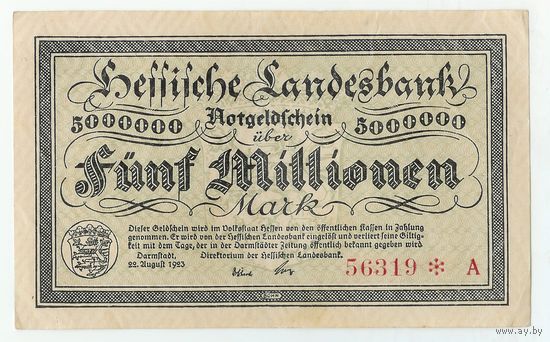 Hessische Landesbank
5000000 Notgeldschein 5000000
über
Fünf Millionen
Mark
Dieser Geldschein wird im Volksstaat Hessen von den öffentlichen Kassen in Zahlung
genommen. Er wird von der Hessischen Landesbank eingelöst und verliert seine Giltig-
keit mit dem Tage, der in der Darmstädter Zeitung öffentlich bekannt gegeben wird
Darmstadt, Direktorium der Hessischen Landesbank.
22. August 1923
56319 * A
www.ay.by